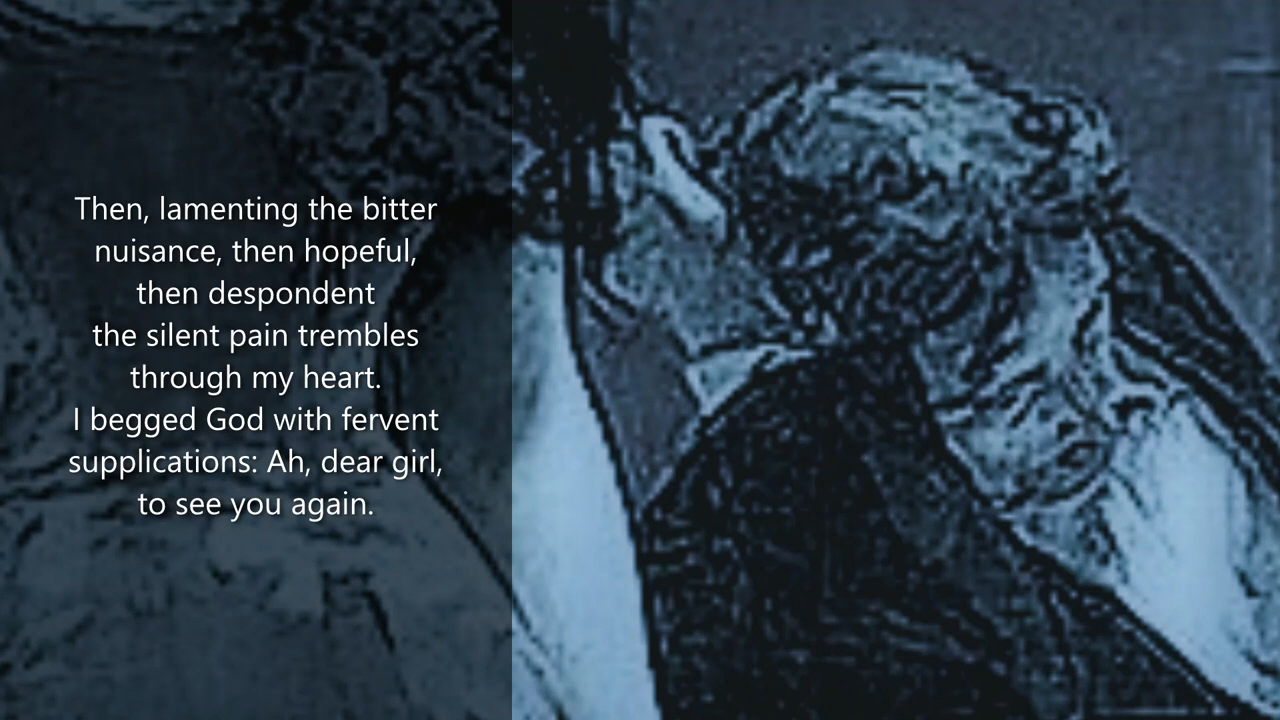 Then, lamenting the bitter
nuisance, then hopeful,
then despondent
the silent pain trembles
through my heart.
I begged God with fervent
supplications: Ah, dear girl,
to see you again.